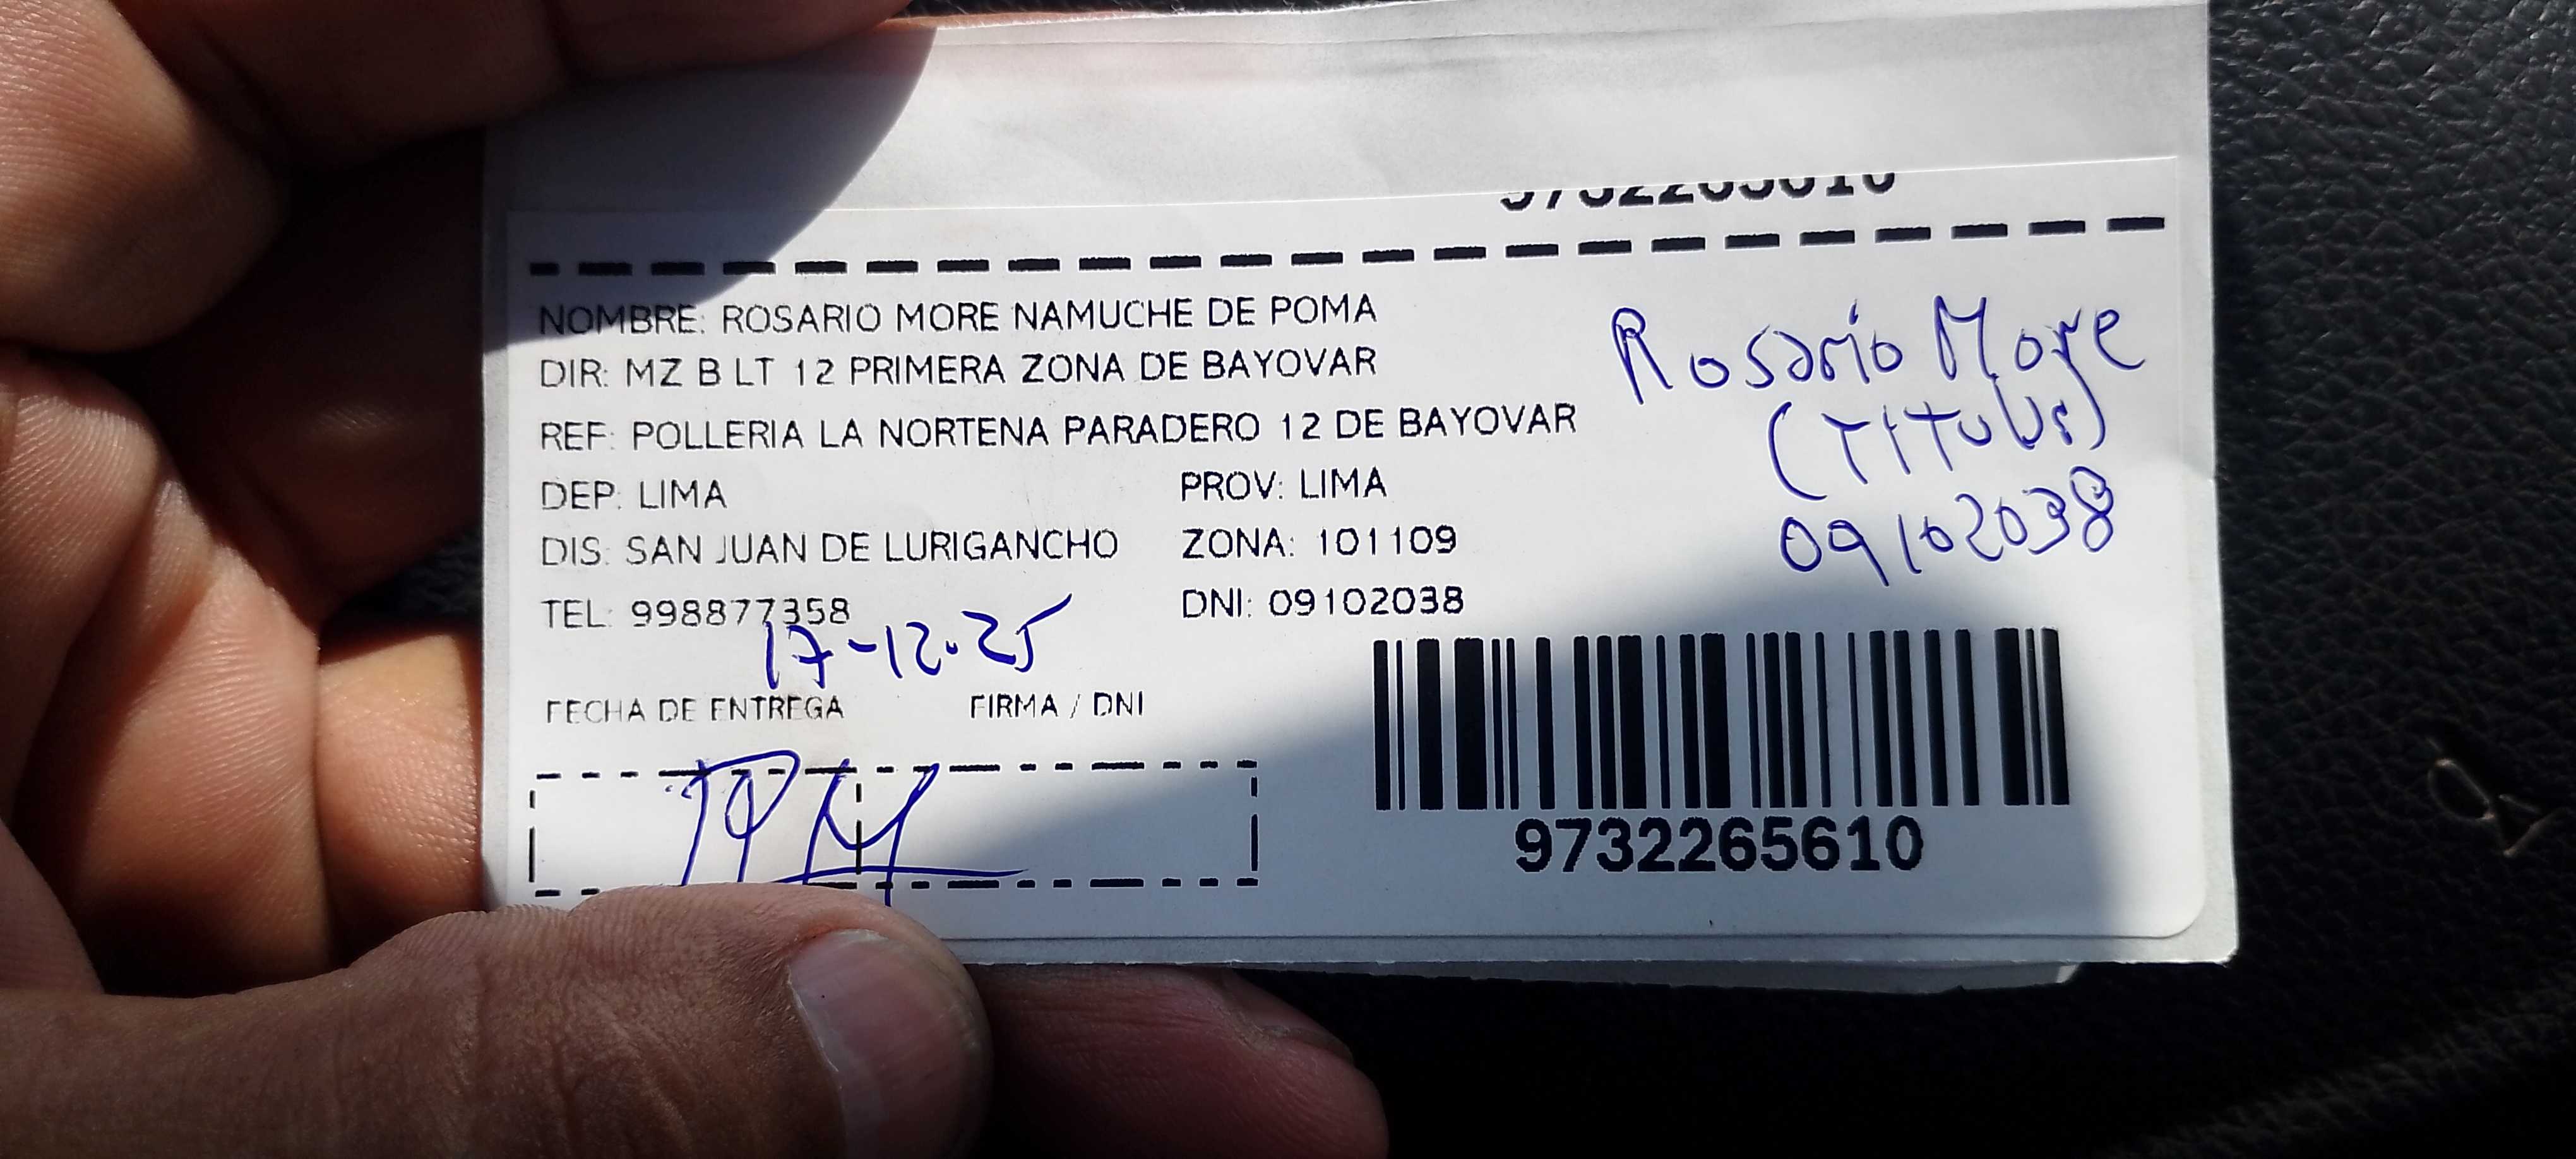 9732265610
NOMBRE: ROSARIO MORE NAMUCHE DE POMA
DIR: MZ B LT 12 PRIMERA ZONA DE BAYOVAR
REF: POLLERIA LA NORTENA PARADERO 12 DE BAYOVAR
DEP: LIMA PROV: LIMA
DIS: SAN JUAN DE LURIGANCHO ZONA: 101109
TEL: 998877358 DNI: 09102038
Rosario More
(TITULAR)
09102038
17-12-25
FECHA DE ENTREGA FIRMA / DNI
9732265610